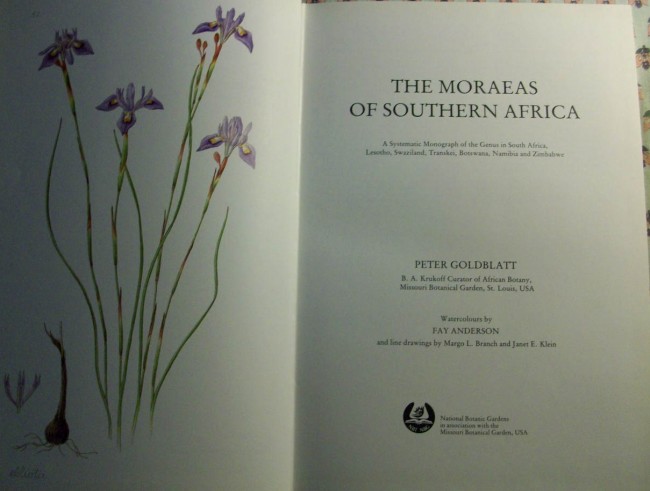 THE MORAEAS
OF SOUTHERN AFRICA
A Systematic Monograph of the Genus in South Africa,
Lesotho, Swaziland, Transkei, Botswana, Namibia and Zimbabwe
PETER GOLDBLATT
B. A. Krukoff Curator of African Botany,
Missouri Botanical Garden, St. Louis, USA
Watercolours by
FAY ANDERSON
and line drawings by Margo L. Branch and Janet E. Klein
National Botanic Gardens
in association with the
Missouri Botanical Garden, USA